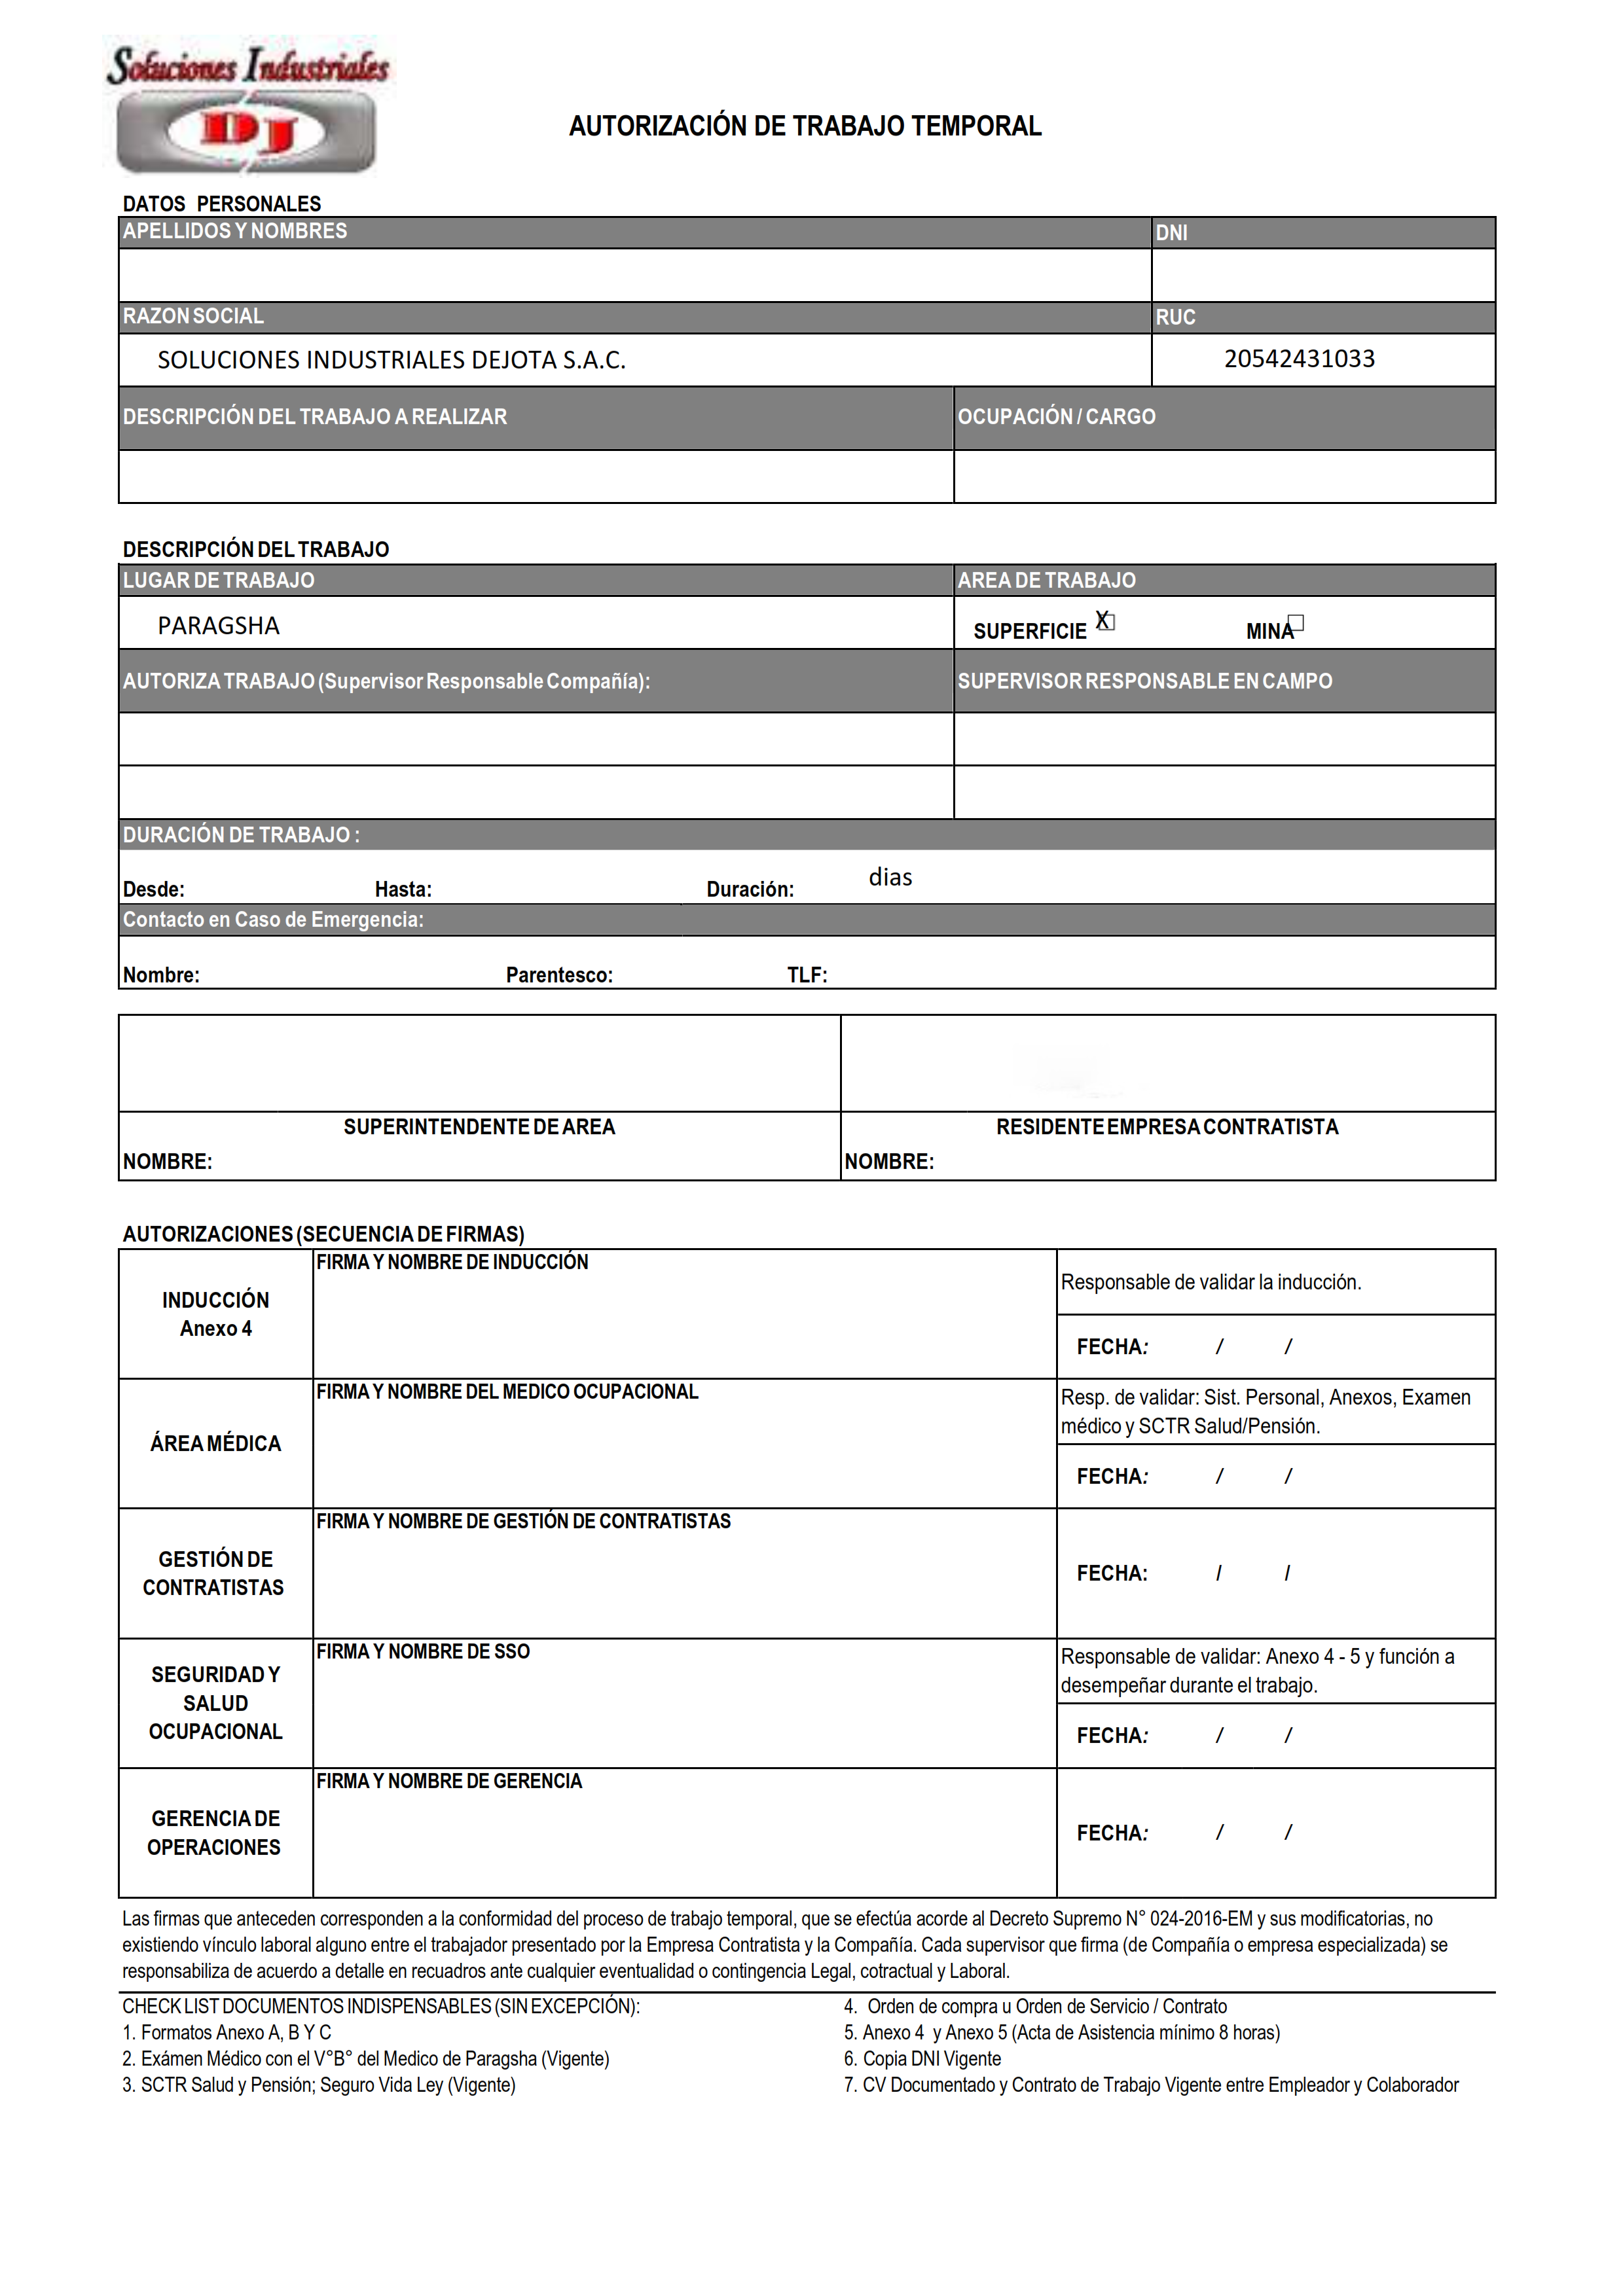 Soluciones Industriales
DJ
AUTORIZACIÓN DE TRABAJO TEMPORAL
DATOS PERSONALES
APELLIDOS Y NOMBRES DNI
RAZON SOCIAL RUC
SOLUCIONES INDUSTRIALES DEJOTA S.A.C. 20542431033
DESCRIPCIÓN DEL TRABAJO A REALIZAR OCUPACIÓN / CARGO
DESCRIPCIÓN DEL TRABAJO
LUGAR DE TRABAJO AREA DE TRABAJO
PARAGSHA SUPERFICIE X☐ MINA☐
AUTORIZA TRABAJO (Supervisor Responsable Compañía): SUPERVISOR RESPONSABLE EN CAMPO
DURACIÓN DE TRABAJO :
Desde: Hasta: Duración: dias
Contacto en Caso de Emergencia:
Nombre: Parentesco: TLF:
SUPERINTENDENTE DE AREA RESIDENTE EMPRESA CONTRATISTA
NOMBRE: NOMBRE:
AUTORIZACIONES (SECUENCIA DE FIRMAS)
INDUCCIÓN
Anexo 4
FIRMA Y NOMBRE DE INDUCCIÓN
Responsable de validar la inducción.
FECHA: / /
ÁREA MÉDICA
FIRMA Y NOMBRE DEL MEDICO OCUPACIONAL
Resp. de validar: Sist. Personal, Anexos, Examen
médico y SCTR Salud/Pensión.
FECHA: / /
GESTIÓN DE
CONTRATISTAS
FIRMA Y NOMBRE DE GESTIÓN DE CONTRATISTAS
FECHA: / /
SEGURIDAD Y
SALUD
OCUPACIONAL
FIRMA Y NOMBRE DE SSO
Responsable de validar: Anexo 4 - 5 y función a
desempeñar durante el trabajo.
FECHA: / /
GERENCIA DE
OPERACIONES
FIRMA Y NOMBRE DE GERENCIA
FECHA: / /
Las firmas que anteceden corresponden a la conformidad del proceso de trabajo temporal, que se efectúa acorde al Decreto Supremo N° 024-2016-EM y sus modificatorias, no
existiendo vínculo laboral alguno entre el trabajador presentado por la Empresa Contratista y la Compañía. Cada supervisor que firma (de Compañía o empresa especializada) se
responsabiliza de acuerdo a detalle en recuadros ante cualquier eventualidad o contingencia Legal, cotractual y Laboral.
CHECK LIST DOCUMENTOS INDISPENSABLES (SIN EXCEPCIÓN):
1. Formatos Anexo A, B Y C
2. Exámen Médico con el V°B° del Medico de Paragsha (Vigente)
3. SCTR Salud y Pensión; Seguro Vida Ley (Vigente)
4. Orden de compra u Orden de Servicio / Contrato
5. Anexo 4 y Anexo 5 (Acta de Asistencia mínimo 8 horas)
6. Copia DNI Vigente
7. CV Documentado y Contrato de Trabajo Vigente entre Empleador y Colaborador